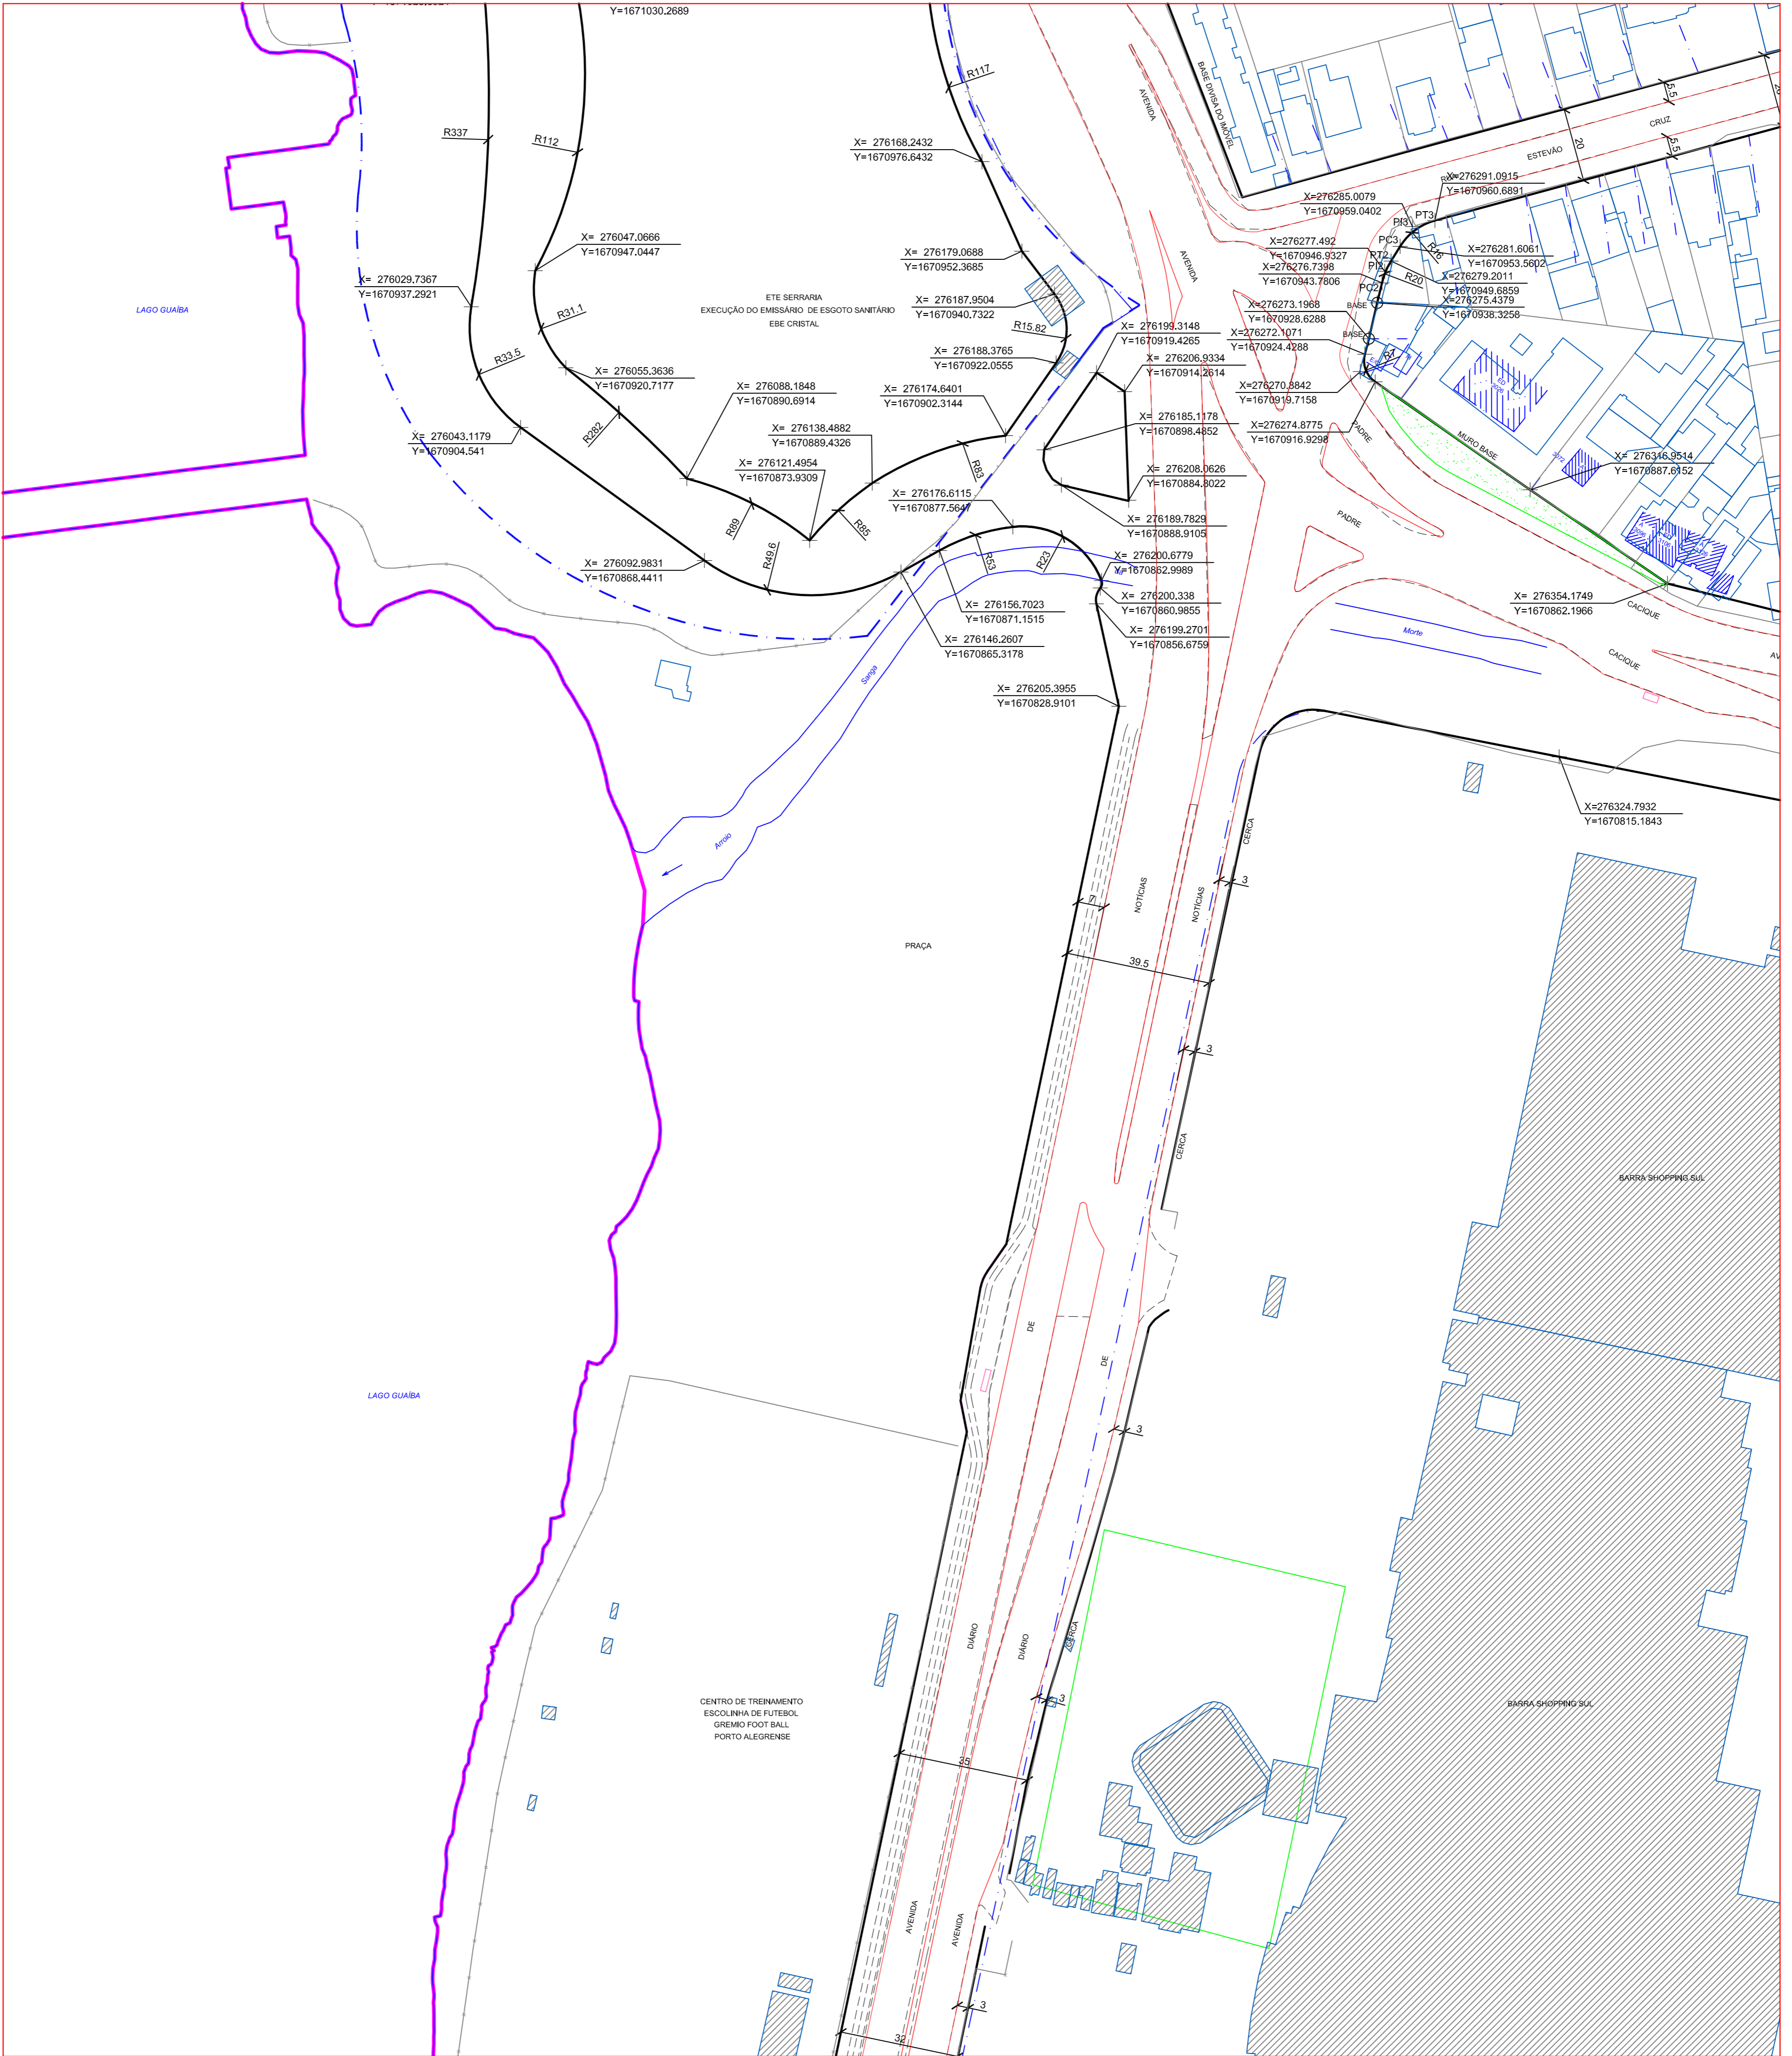 Y=1671030.2689
R117
BASE DIVISA DO IMÓVEL
AVENIDA
5.5
20
CRUZ
ESTEVÃO
5.5
R337
R112
X= 276168.2432
Y=1670976.6432
X=276291.0915
Y=1670960.6891
X=276285.0079
Y=1670959.0402
PI3
PT3
PC3
R16
X= 276047.0666
Y=1670947.0447
X= 276179.0688
Y=1670952.3685
AVENIDA
X=276277.492
Y=1670946.9327
X=276281.6061
Y=1670953.5602
PT2
PI2
X=276276.7398
Y=1670943.7806
R20
X=276279.2011
Y=1670949.6859
PC2
X= 276029.7367
Y=1670937.2921
LAGO GUAÍBA
ETE SERRARIA
EXECUÇÃO DO EMISSÁRIO DE ESGOTO SANITÁRIO
EBE CRISTAL
X= 276187.9504
Y=1670940.7322
X=276273.1968
Y=1670928.6288
BASE
X=276275.4379
Y=1670938.3258
R31.1
R15.82
X= 276199.3148
Y=1670919.4265
X=276272.1071
Y=1670924.4288
BASE
R33.5
X= 276188.3765
Y=1670922.0555
X= 276206.9334
Y=1670914.2614
X= 276055.3636
Y=1670920.7177
X= 276088.1848
Y=1670890.6914
X= 276174.6401
Y=1670902.3144
X=276270.3842
Y=1670919.7158
R282
X= 276185.1178
Y=1670898.4852
X= 276043.1179
Y=1670904.541
X= 276138.4882
Y=1670889.4326
R83
X=276274.8775
Y=1670916.9298
PADRE
MURO BASE
X= 276121.4954
Y=1670873.9309
X= 276208.0626
Y=1670884.8022
X= 276316.9514
Y=1670887.6152
R89
R85
X= 276176.6115
Y=1670877.5647
X= 276189.7829
Y=1670888.9105
PADRE
R49.6
R53
R23
X= 276092.9831
Y=1670868.4411
X= 276200.6779
Y=1670862.9989
X= 276200.338
Y=1670860.9855
X= 276156.7023
Y=1670871.1515
X= 276354.1749
Y=1670862.1966
CACIQUE
X= 276199.2701
Y=1670856.6759
X= 276146.2607
Y=1670865.3178
Morte
CACIQUE
Sanga
X= 276205.3955
Y=1670828.9101
X=276324.7932
Y=1670815.1843
Arroio
CERCA
NOTÍCIAS
NOTÍCIAS
3
7
PRAÇA
39.5
3
CERCA
BARRA SHOPPING SUL
DE
DE
LAGO GUAÍBA
3
DIÁRIO
DIÁRIO
CERCA
3
CENTRO DE TREINAMENTO
ESCOLINHA DE FUTEBOL
GREMIO FOOT BALL
PORTO ALEGRENSE
BARRA SHOPPING SUL
35
AVENIDA
AVENIDA
3
32